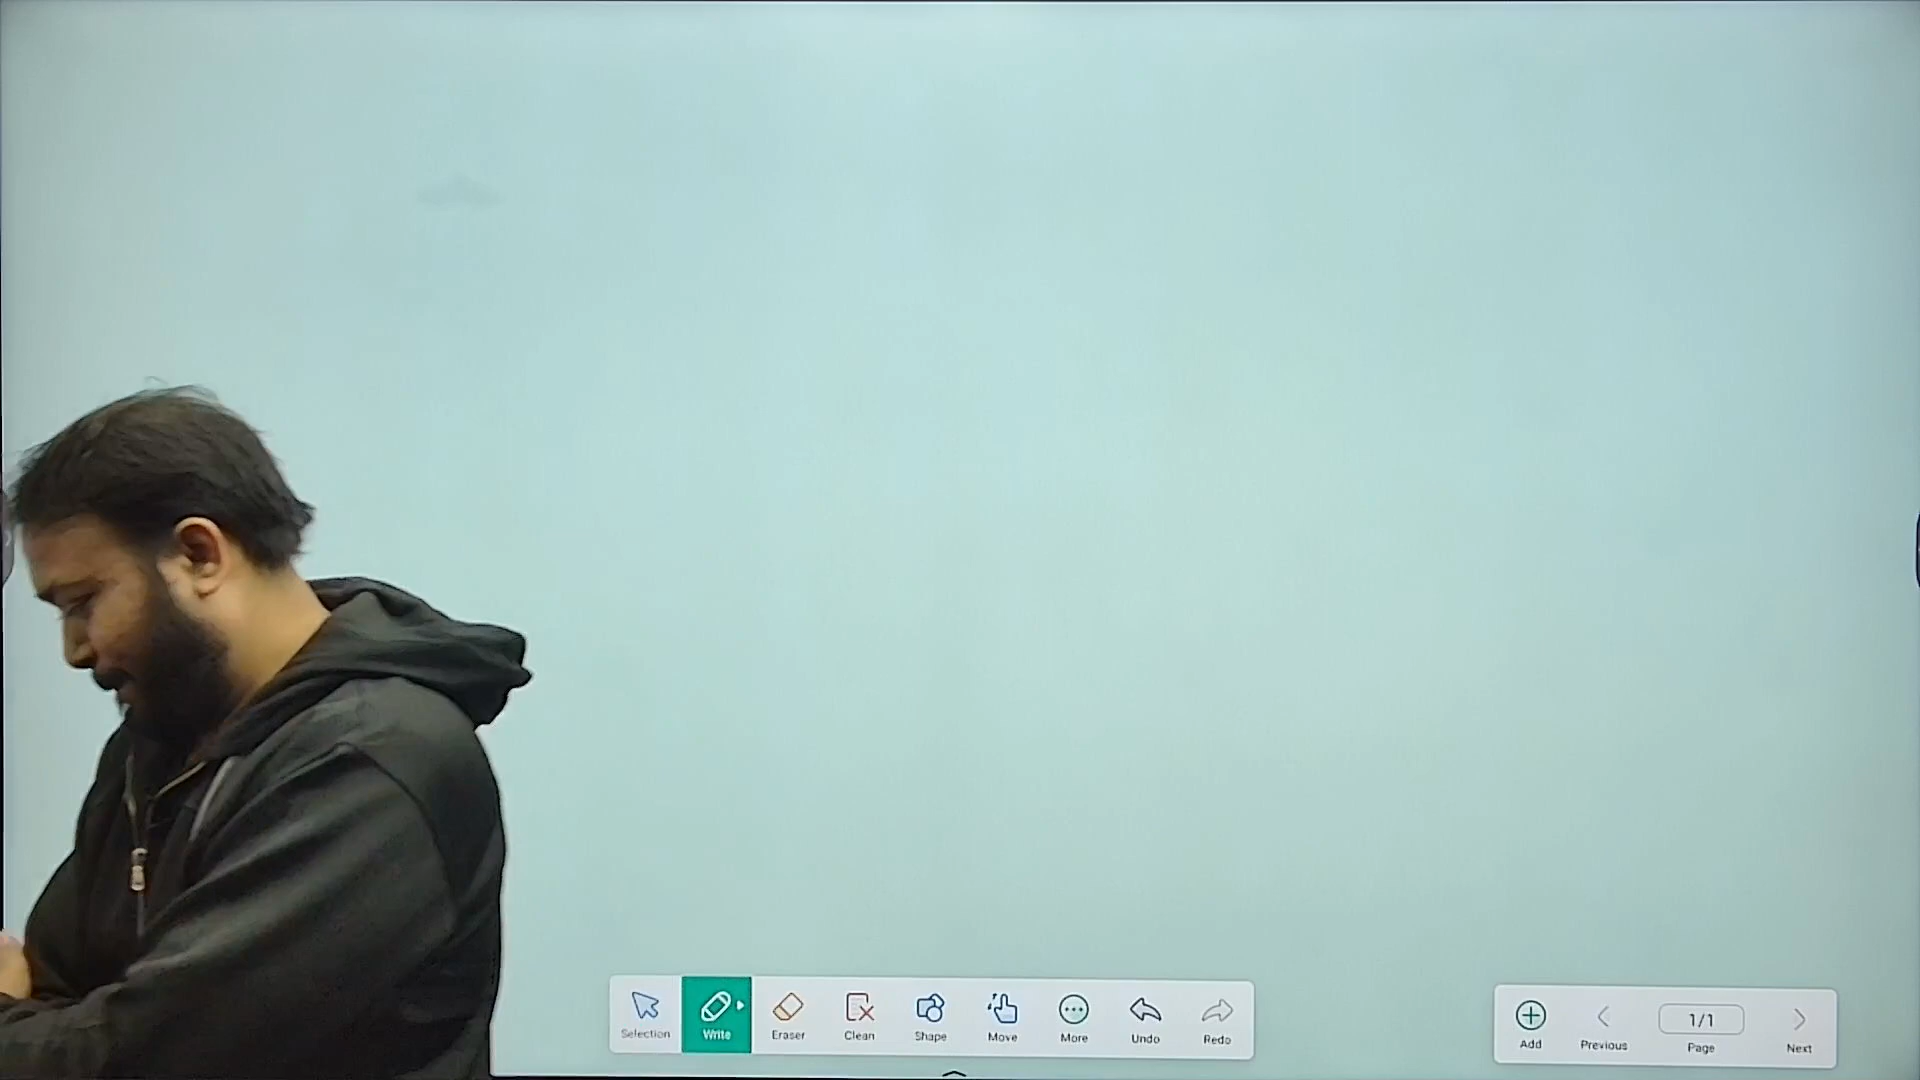 Selection
Write
Eraser
Clean
Shape
Move
More
Undo
Redo
Add
Previous
1/1
Page
Next